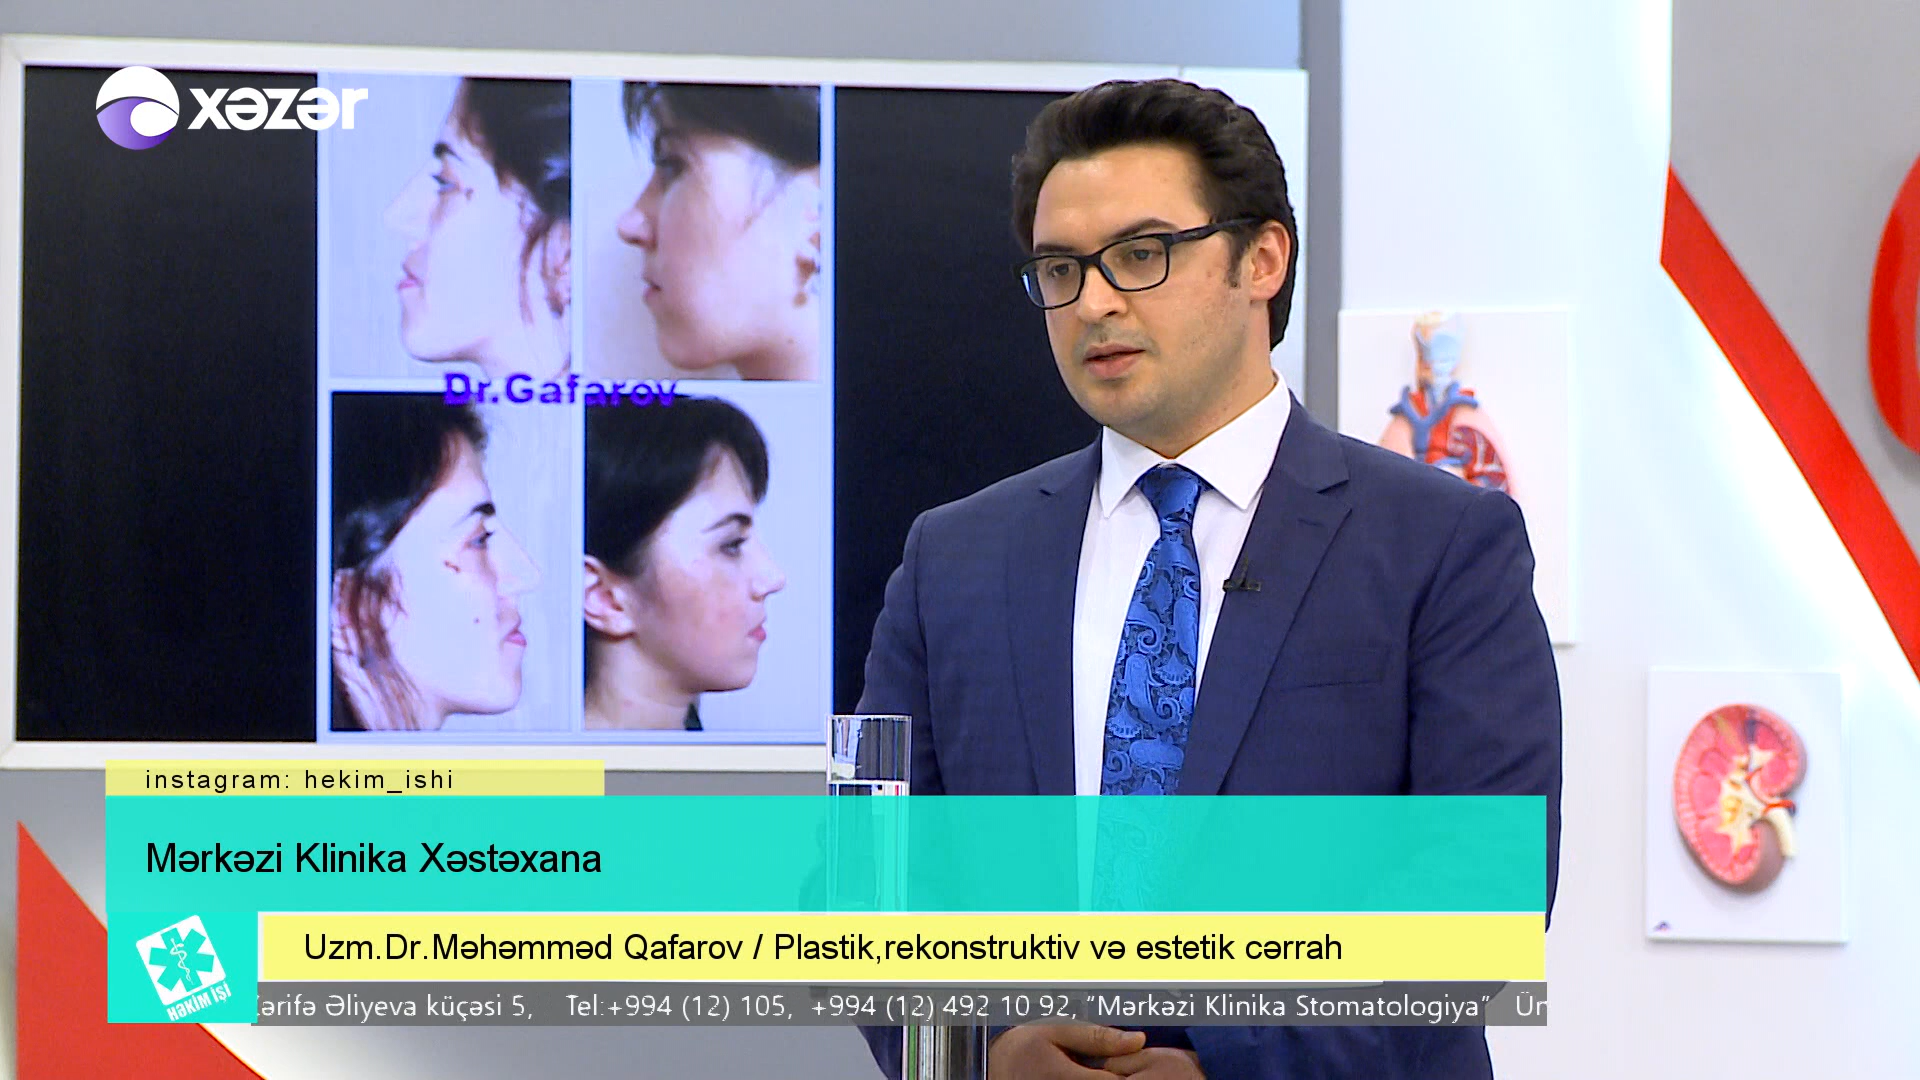 xəzər
Dr.Gafarov
instagram: hekim_ishi
Mərkəzi Klinika Xəstəxana
Uzm.Dr.Məhəmməd Qafarov / Plastik,rekonstruktiv və estetik cərrah
HƏKİM İŞİ
Əliyeva küçəsi 5, Tel:+994 (12) 105, +994 (12) 492 10 92, “Mərkəzi Klinika Stomatologiya”